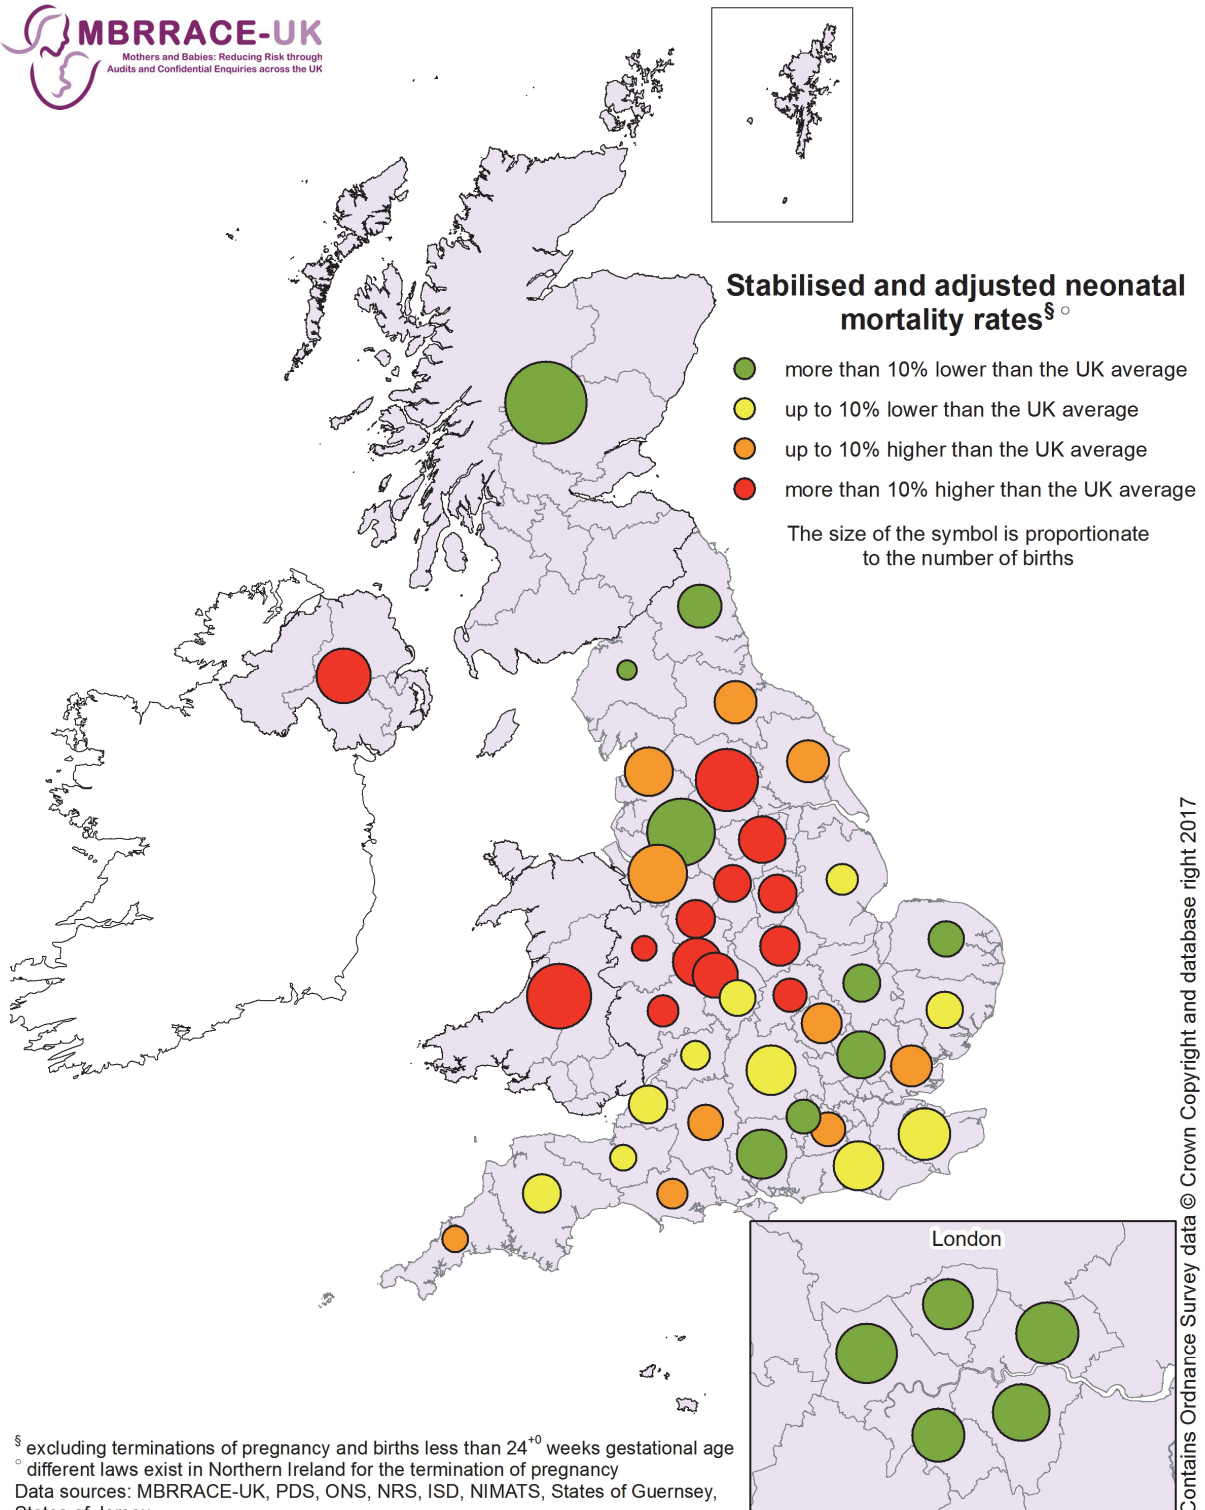 MBRRACE-UK
Mothers and Babies: Reducing Risk through
Audits and Confidential Enquiries across the UK
Stabilised and adjusted neonatal
mortality rates§ °
more than 10% lower than the UK average
up to 10% lower than the UK average
up to 10% higher than the UK average
more than 10% higher than the UK average
The size of the symbol is proportionate
to the number of births
London
§ excluding terminations of pregnancy and births less than 24+0 weeks gestational age
° different laws exist in Northern Ireland for the termination of pregnancy
Data sources: MBRRACE-UK, PDS, ONS, NRS, ISD, NIMATS, States of Guernsey,
States of Jersey
Contains Ordnance Survey data © Crown Copyright and database right 2017